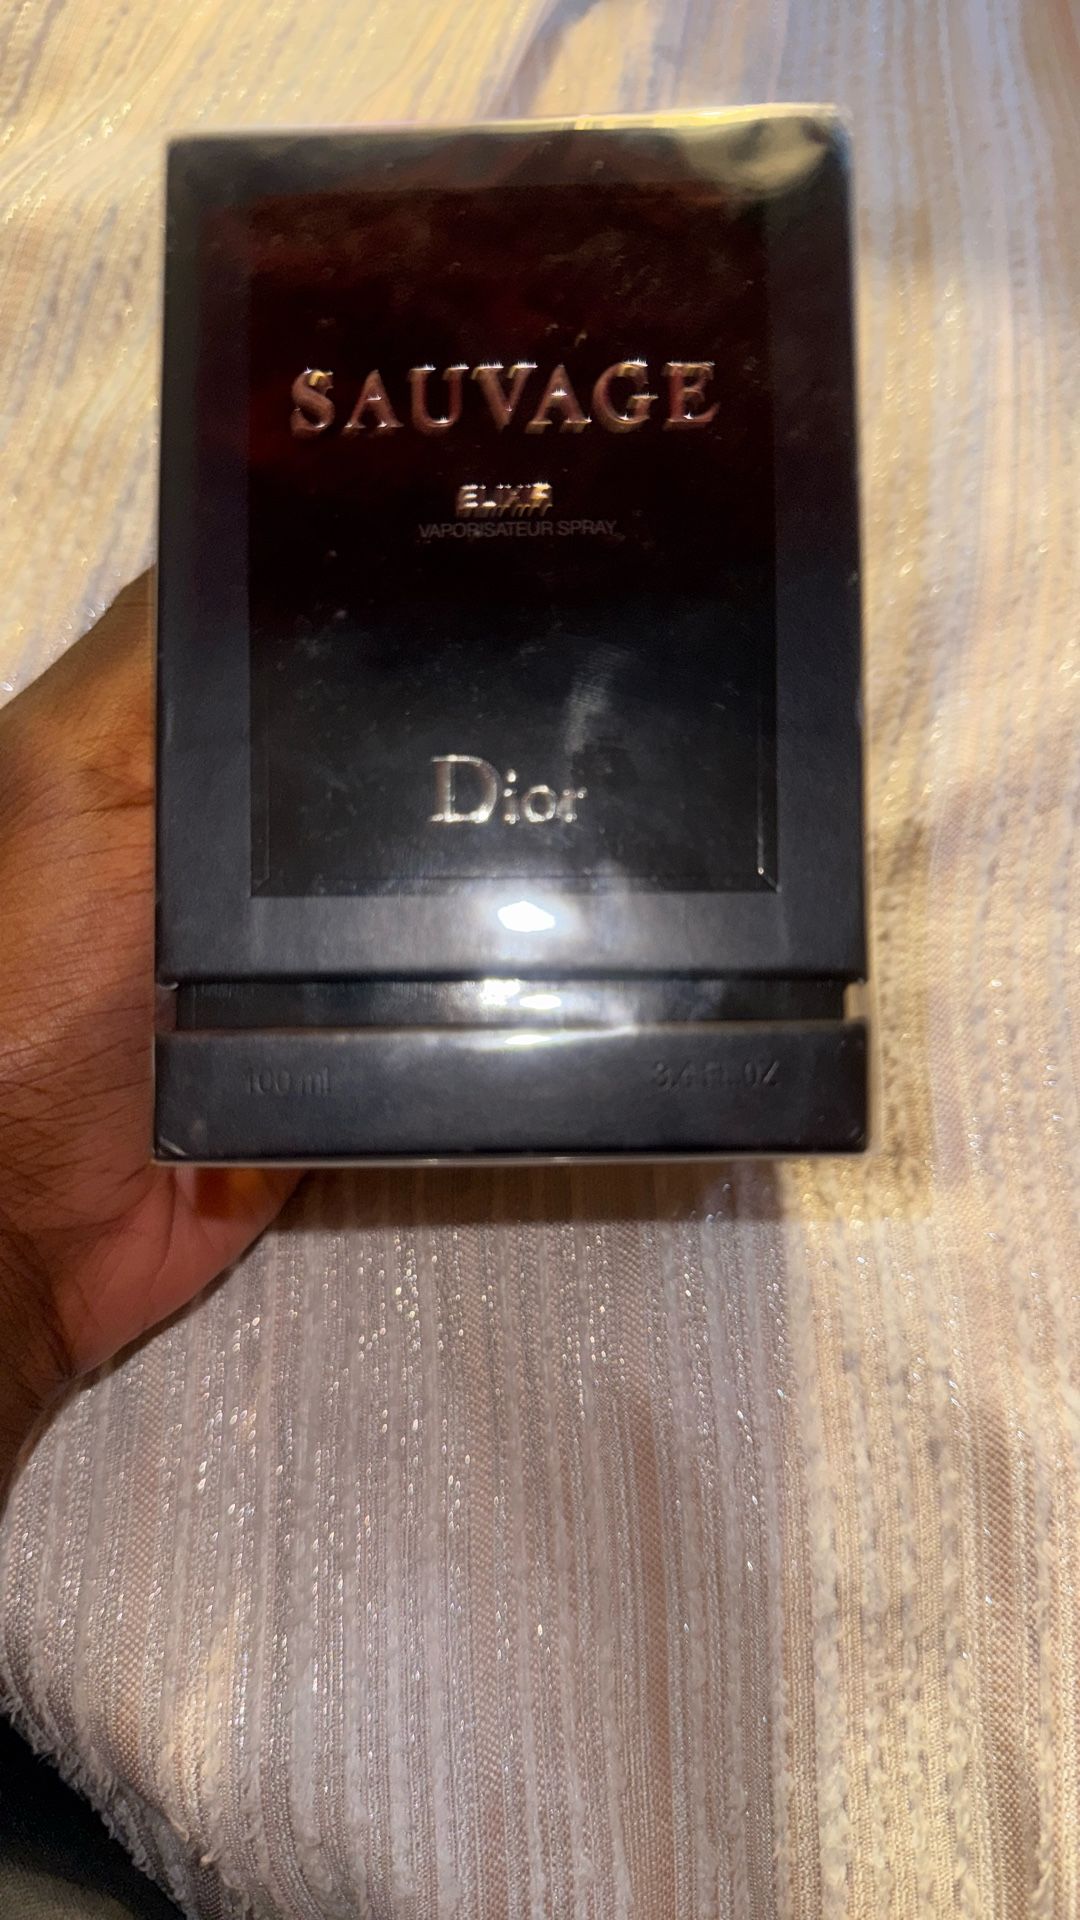 SAUVAGE
ELIXIR
VAPORISATEUR SPRAY
Dior
100 ml 3.4 FL.OZ